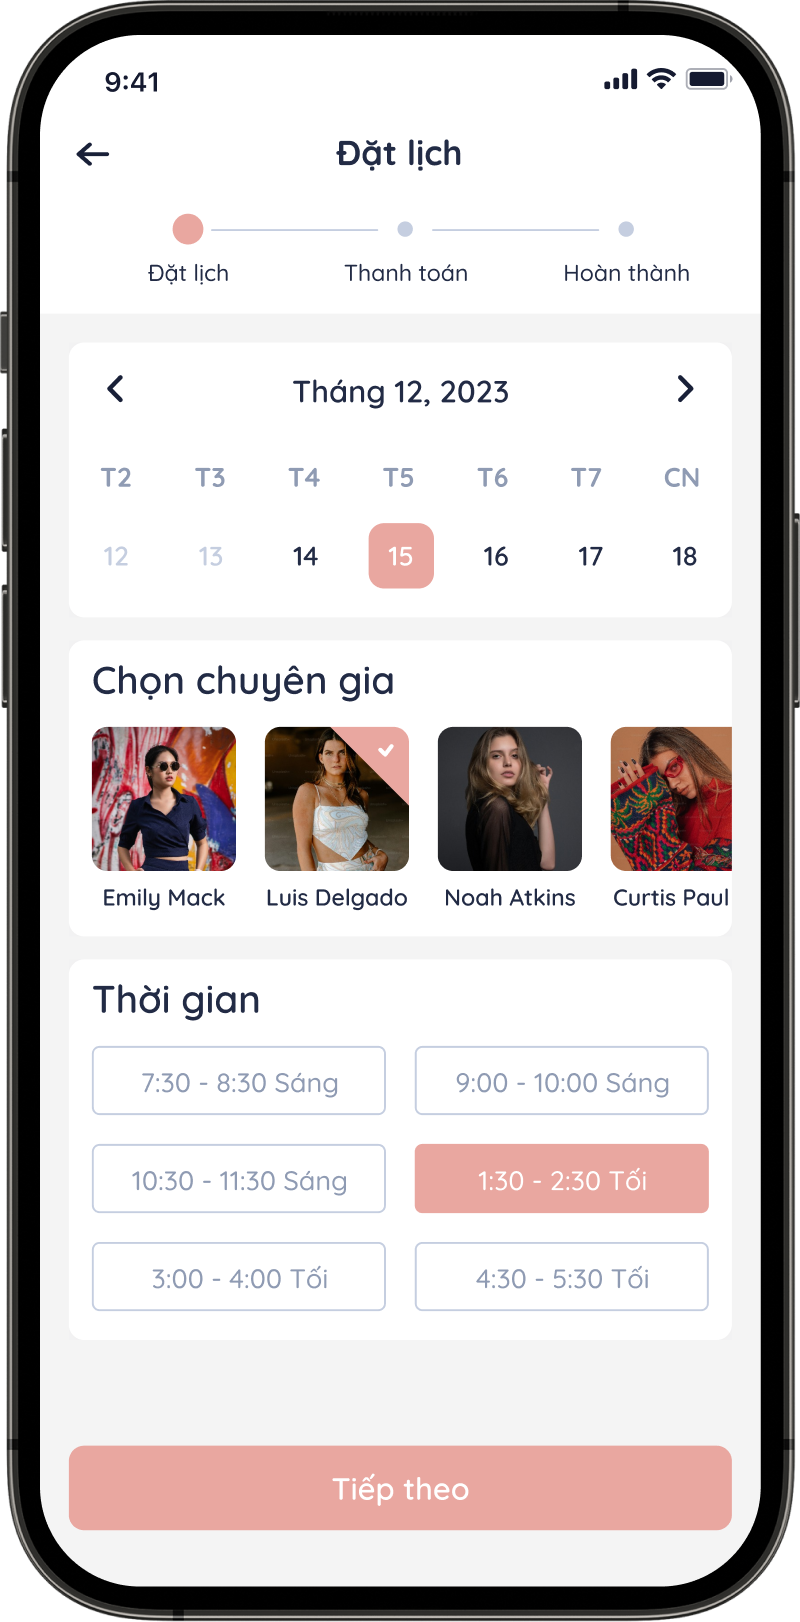 9:41
Đặt lịch
Đặt lịch Thanh toán Hoàn thành
Tháng 12, 2023
T2 T3 T4 T5 T6 T7 CN
12 13 14 15 16 17 18
Chọn chuyên gia
Emily Mack Luis Delgado Noah Atkins Curtis Paul
Thời gian
7:30 - 8:30 Sáng 9:00 - 10:00 Sáng
10:30 - 11:30 Sáng 1:30 - 2:30 Tối
3:00 - 4:00 Tối 4:30 - 5:30 Tối
Tiếp theo